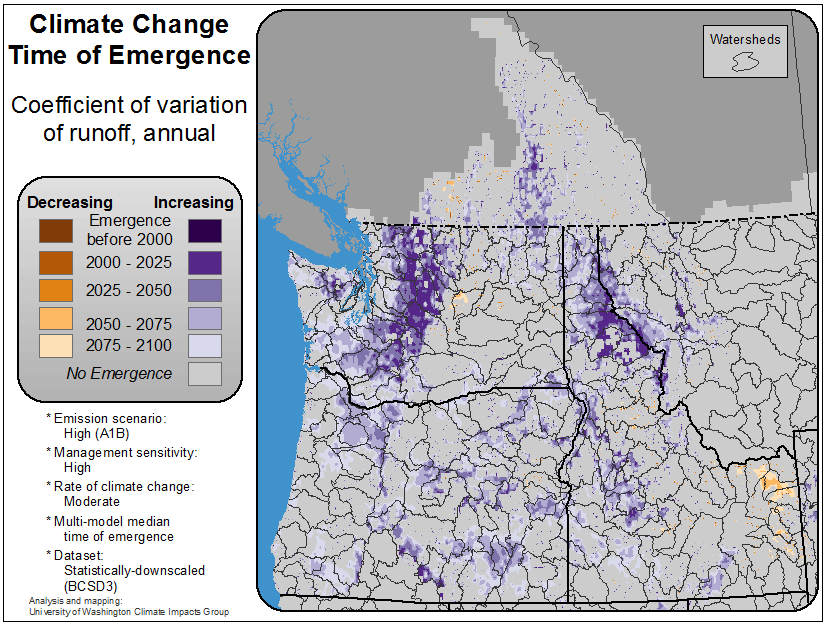 Climate Change
Time of Emergence
Coefficient of variation
of runoff, annual
Decreasing Increasing
Emergence
before 2000
2000 - 2025
2025 - 2050
2050 - 2075
2075 - 2100
No Emergence
* Emission scenario:
High (A1B)
* Management sensitivity:
High
* Rate of climate change:
Moderate
* Multi-model median
time of emergence
* Dataset:
Statistically-downscaled
(BCSD3)
Analysis and mapping:
University of Washington Climate Impacts Group
Watersheds